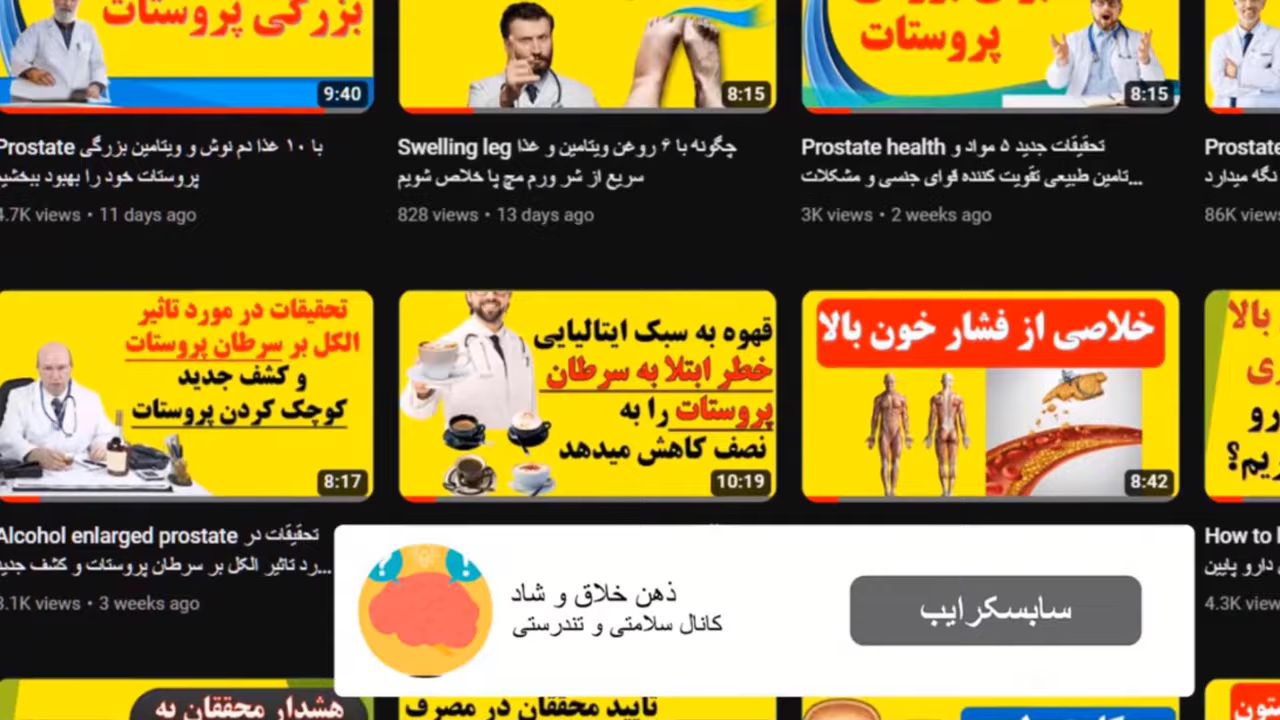 بزرگی پروستات
9:40
8:15
پروستات
8:15
با ۱۰ غذا دم نوش و ویتامین بزرگی Prostate
پروستات خود را بهبود ببخشید
4.7K views • 11 days ago
چگونه با ۶ روغن ویتامین و غذا Swelling leg
سریع از شر ورم مچ پا خلاص شویم
828 views • 13 days ago
تحقیقات جدید ۵ مواد و Prostate health
...تامین طبیعی تقویت کننده قوای جنسی و مشکلات
3K views • 2 weeks ago
Prostate
نگه میدارد
86K views
تحقیقات در مورد تاثیر
الکل بر سرطان پروستات
و کشف جدید
کوچک کردن پروستات
8:17
قهوه به سبک ایتالیایی
خطر ابتلا به سرطان
پروستات را به
نصف کاهش میدهد
10:19
خلاصی از فشار خون بالا
8:42
بالا
تحقیقات در Alcohol enlarged prostate
...رد تاثیر الکل بر سرطان پروستات و کشف جدید
3.1K views • 3 weeks ago
ذهن خلاق و شاد
کانال سلامتی و تندرستی
سابسکرایب
How to
دارو پایین
4.3K views
هشدار محققان به
تایید محققان در مصرف